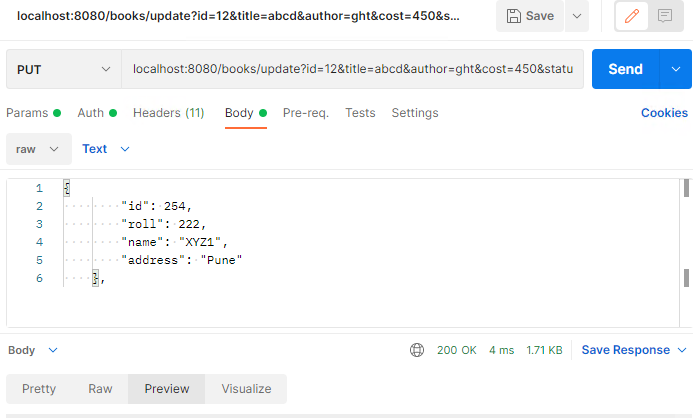 localhost:8080/books/update?id=12&title=abcd&author=ght&cost=450&s...
Save
PUT
localhost:8080/books/update?id=12&title=abcd&author=ght&cost=450&statu
Send
Params Auth Headers (11) Body Pre-req. Tests Settings
Cookies
raw Text
1 {
2 "id": 254,
3 "roll": 222,
4 "name": "XYZ1",
5 "address": "Pune"
6 },
Body
200 OK 4 ms 1.71 KB Save Response
Pretty Raw Preview Visualize